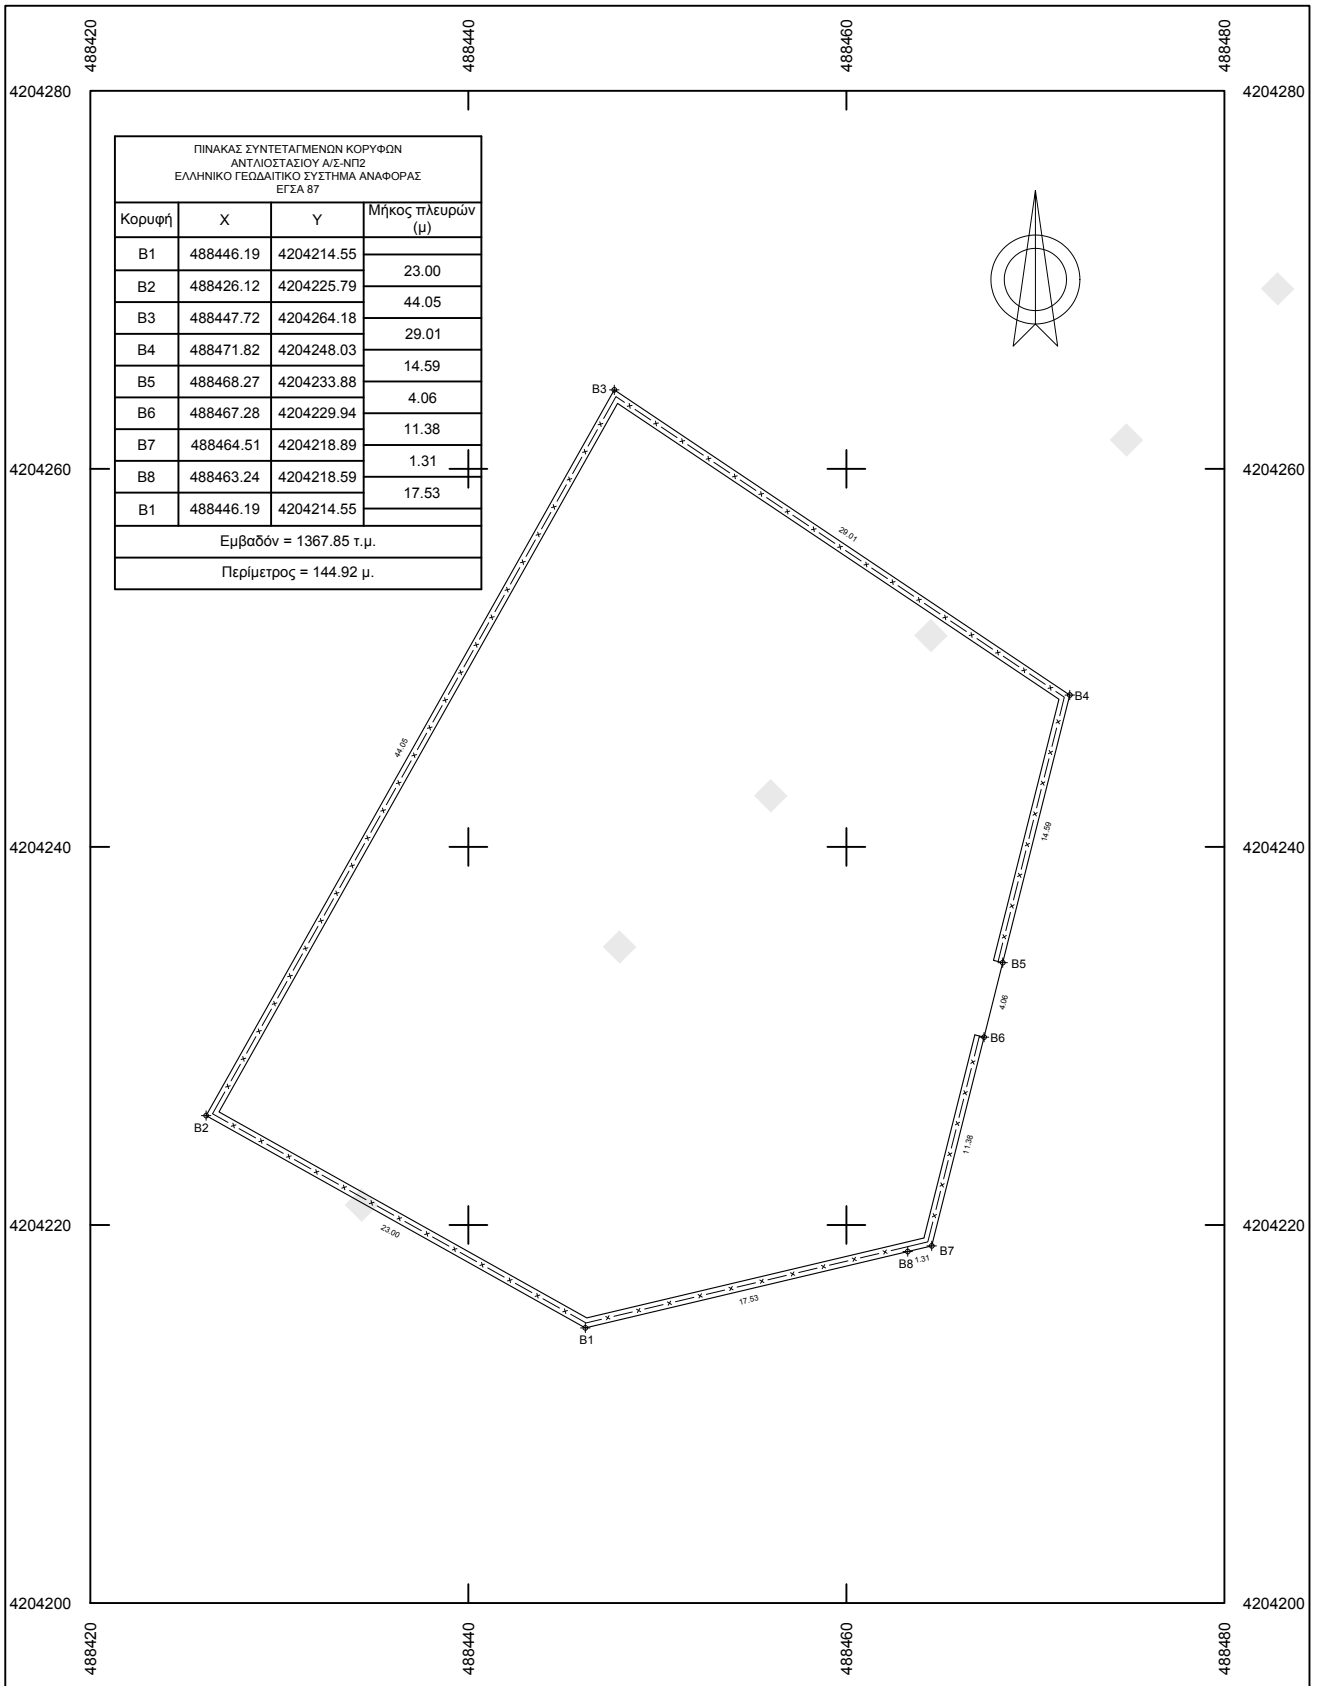 488420
488440
488460
488480
4204280
4204280
ΠΙΝΑΚΑΣ ΣΥΝΤΕΤΑΓΜΕΝΩΝ ΚΟΡΥΦΩΝ
ΑΝΤΛΙΟΣΤΑΣΙΟΥ Α/Σ-ΝΠ2
ΕΛΛΗΝΙΚΟ ΓΕΩΔΑΙΤΙΚΟ ΣΥΣΤΗΜΑ ΑΝΑΦΟΡΑΣ
ΕΓΣΑ 87
Κορυφή X Y Μήκος πλευρών
(μ)
B1 488446.19 4204214.55
23.00
B2 488426.12 4204225.79
44.05
B3 488447.72 4204264.18
29.01
B4 488471.82 4204248.03
14.59
B5 488468.27 4204233.88
4.06
B6 488467.28 4204229.94
11.38
B7 488464.51 4204218.89
1.31
B8 488463.24 4204218.59
17.53
B1 488446.19 4204214.55
Εμβαδόν = 1367.85 τ.μ.
Περίμετρος = 144.92 μ.
B3
4204260
4204260
29.01
B4
44.05
14.59
4204240
4204240
B5
4.06
B6
B2
11.38
4204220
4204220
23.00
B7
B8
1.31
17.53
B1
4204200
4204200
488420
488440
488460
488480